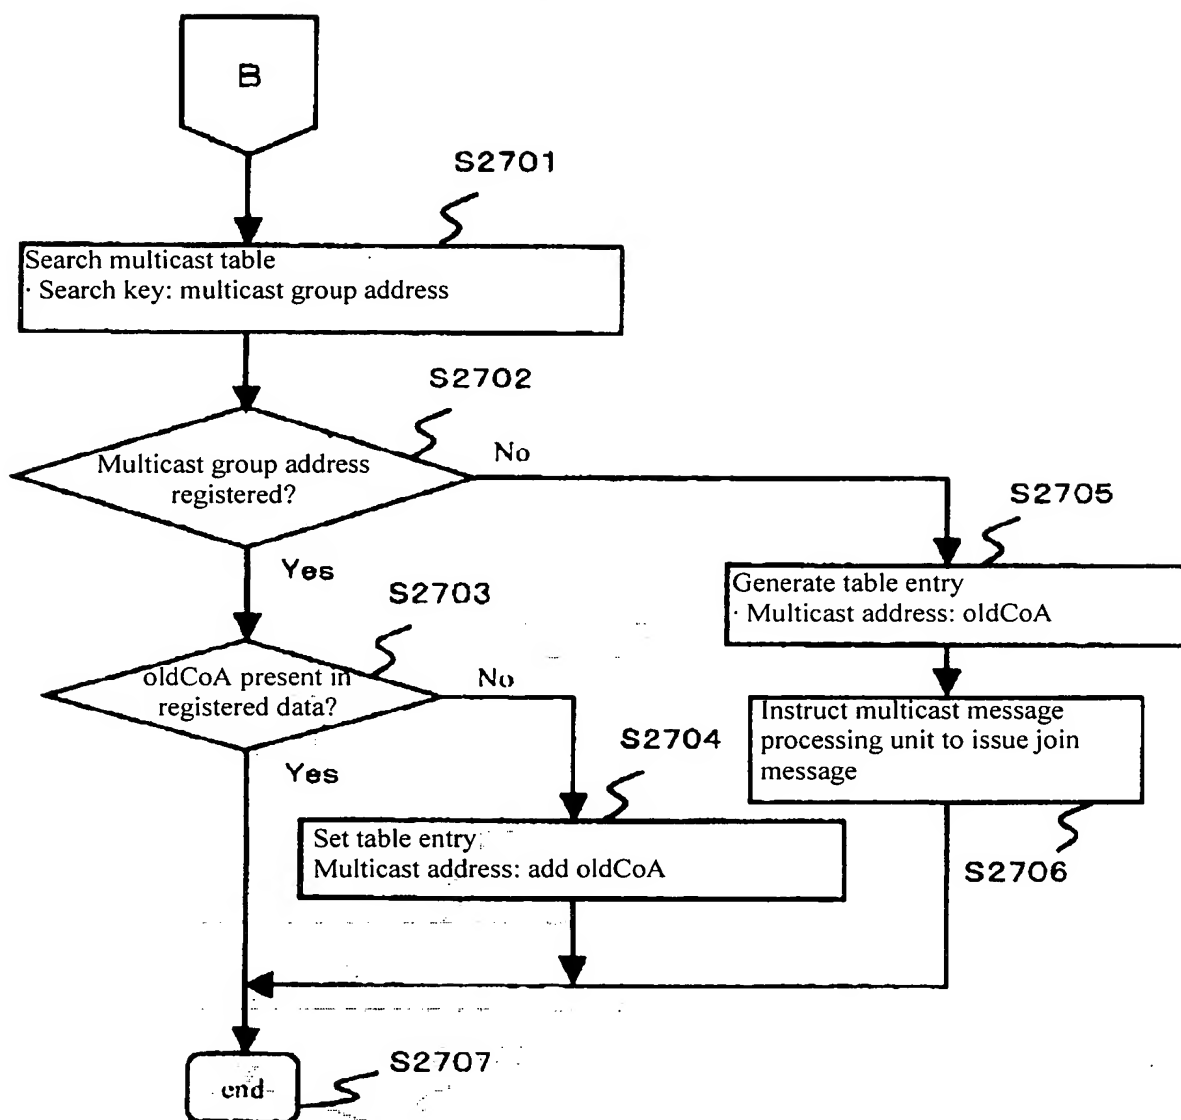 B
S2701
Search multicast table
· Search key: multicast group address
S2702
Multicast group address
registered?
No
Yes
S2705
Generate table entry
· Multicast address: oldCoA
S2703
oldCoA present in
registered data?
No
Yes
Instruct multicast message
processing unit to issue join
message
S2706
S2704
Set table entry
Multicast address: add oldCoA
end
S2707